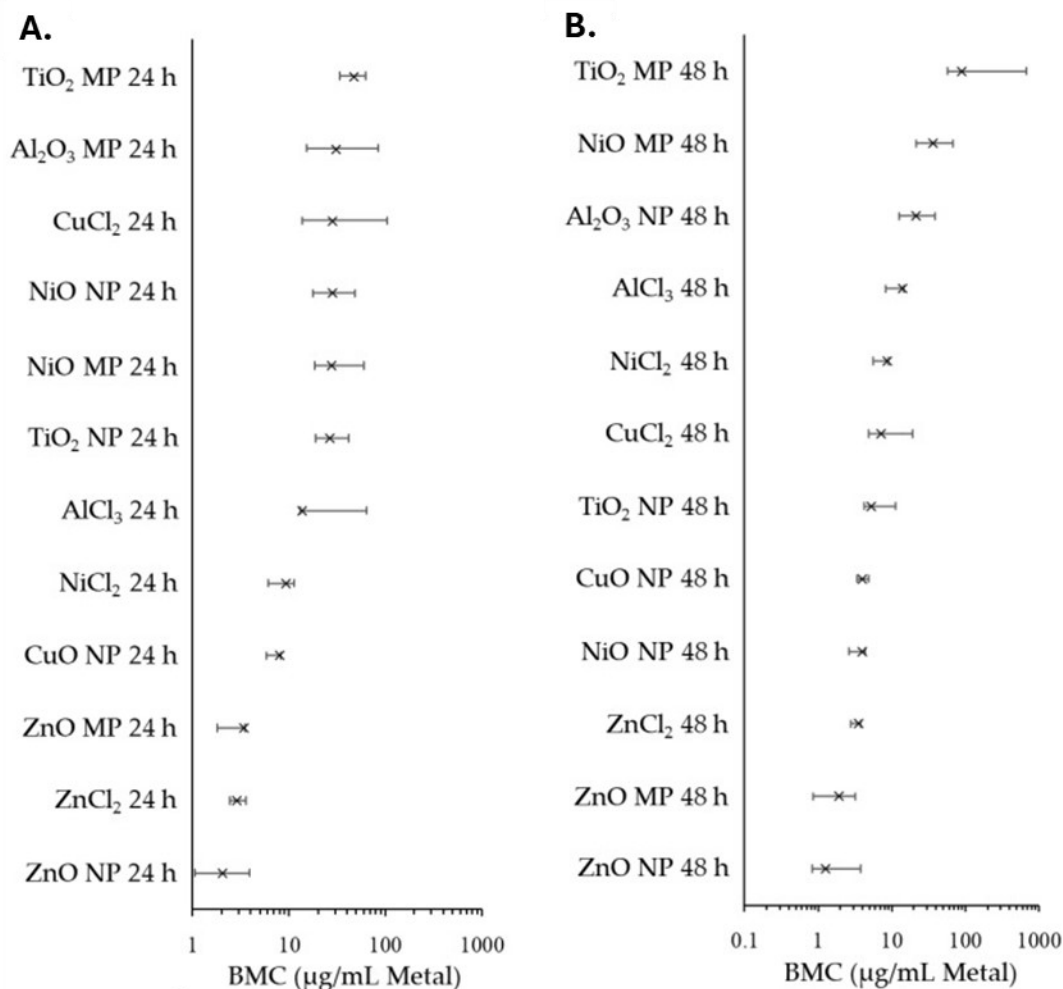 A.
TiO₂ MP 24 h
Al₂O₃ MP 24 h
CuCl₂ 24 h
NiO NP 24 h
NiO MP 24 h
TiO₂ NP 24 h
AlCl₃ 24 h
NiCl₂ 24 h
CuO NP 24 h
ZnO MP 24 h
ZnCl₂ 24 h
ZnO NP 24 h
1 10 100 1000
BMC (µg/mL Metal)
B.
TiO₂ MP 48 h
NiO MP 48 h
Al₂O₃ NP 48 h
AlCl₃ 48 h
NiCl₂ 48 h
CuCl₂ 48 h
TiO₂ NP 48 h
CuO NP 48 h
NiO NP 48 h
ZnCl₂ 48 h
ZnO MP 48 h
ZnO NP 48 h
0.1 1 10 100 1000
BMC (µg/mL Metal)